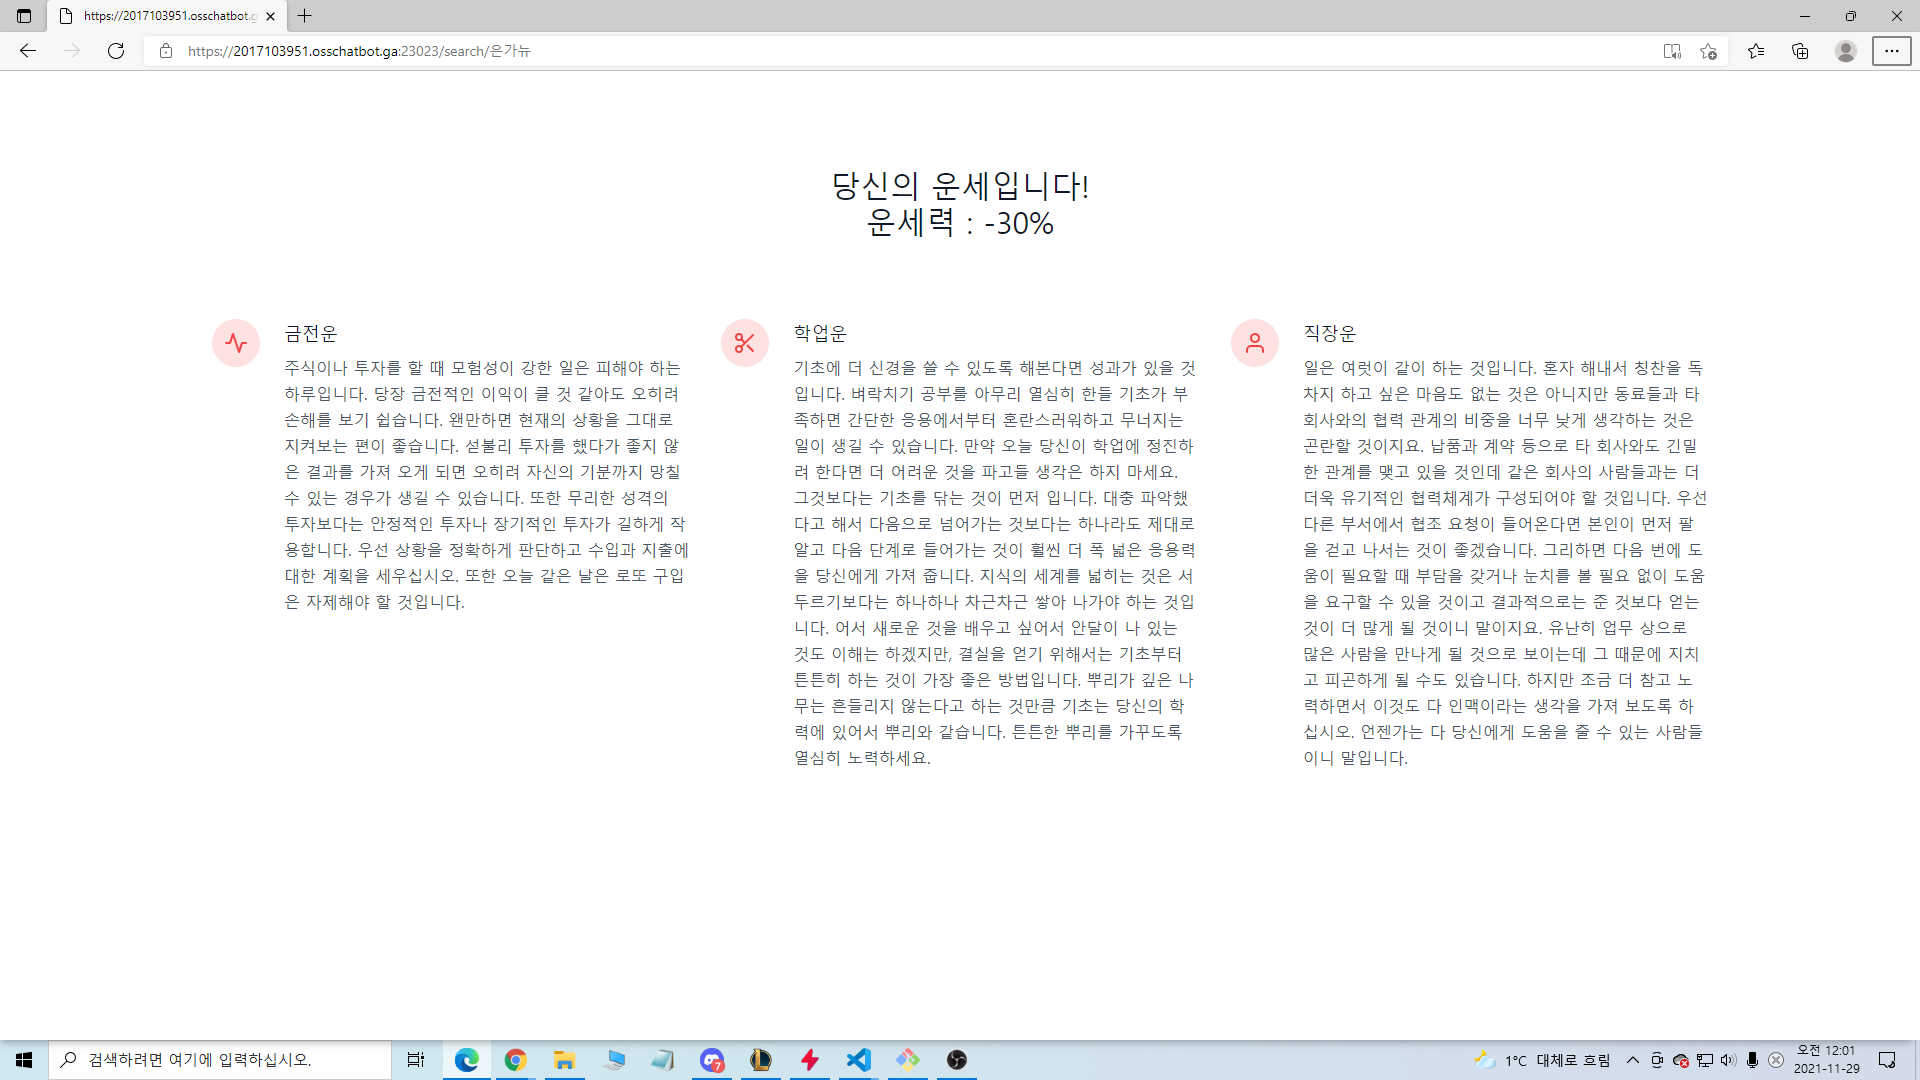 https://2017103951.osschatbot.g
https://2017103951.osschatbot.ga:23023/search/은가뉴
당신의 운세입니다!
운세력 : -30%
금전운
주식이나 투자를 할 때 모험성이 강한 일은 피해야 하는
하루입니다. 당장 금전적인 이익이 클 것 같아도 오히려
손해를 보기 쉽습니다. 왠만하면 현재의 상황을 그대로
지켜보는 편이 좋습니다. 섣불리 투자를 했다가 좋지 않
은 결과를 가져 오게 되면 오히려 자신의 기분까지 망칠
수 있는 경우가 생길 수 있습니다. 또한 무리한 성격의
투자보다는 안정적인 투자나 장기적인 투자가 길하게 작
용합니다. 우선 상황을 정확하게 판단하고 수입과 지출에
대한 계획을 세우십시오. 또한 오늘 같은 날은 로또 구입
은 자제해야 할 것입니다.
학업운
기초에 더 신경을 쓸 수 있도록 해본다면 성과가 있을 것
입니다. 벼락치기 공부를 아무리 열심히 한들 기초가 부
족하면 간단한 응용에서부터 혼란스러워하고 무너지는
일이 생길 수 있습니다. 만약 오늘 당신이 학업에 정진하
려 한다면 더 어려운 것을 파고들 생각은 하지 마세요.
그것보다는 기초를 닦는 것이 먼저 입니다. 대충 파악했
다고 해서 다음으로 넘어가는 것보다는 하나라도 제대로
알고 다음 단계로 들어가는 것이 훨씬 더 폭 넓은 응용력
을 당신에게 가져 줍니다. 지식의 세계를 넓히는 것은 서
두르기보다는 하나하나 차근차근 쌓아 나가야 하는 것입
니다. 어서 새로운 것을 배우고 싶어서 안달이 나 있는
것도 이해는 하겠지만, 결실을 얻기 위해서는 기초부터
튼튼히 하는 것이 가장 좋은 방법입니다. 뿌리가 깊은 나
무는 흔들리지 않는다고 하는 것만큼 기초는 당신의 학
력에 있어서 뿌리와 같습니다. 튼튼한 뿌리를 가꾸도록
열심히 노력하세요.
직장운
일은 여럿이 같이 하는 것입니다. 혼자 해내서 칭찬을 독
차지 하고 싶은 마음도 없는 것은 아니지만 동료들과 타
회사와의 협력 관계의 비중을 너무 낮게 생각하는 것은
곤란할 것이지요. 납품과 계약 등으로 타 회사와도 긴밀
한 관계를 맺고 있을 것인데 같은 회사의 사람들과는 더
더욱 유기적인 협력체계가 구성되어야 할 것입니다. 우선
다른 부서에서 협조 요청이 들어온다면 본인이 먼저 팔
을 걷고 나서는 것이 좋겠습니다. 그리하면 다음 번에 도
움이 필요할 때 부담을 갖거나 눈치를 볼 필요 없이 도움
을 요구할 수 있을 것이고 결과적으로는 준 것보다 얻는
것이 더 많게 될 것이니 말이지요. 유난히 업무 상으로
많은 사람을 만나게 될 것으로 보이는데 그 때문에 지치
고 피곤하게 될 수도 있습니다. 하지만 조금 더 참고 노
력하면서 이것도 다 인맥이라는 생각을 가져 보도록 하
십시오. 언젠가는 다 당신에게 도움을 줄 수 있는 사람들
이니 말입니다.
검색하려면 여기에 입력하십시오.
7
1°C 대체로 흐림
오전 12:01
2021-11-29